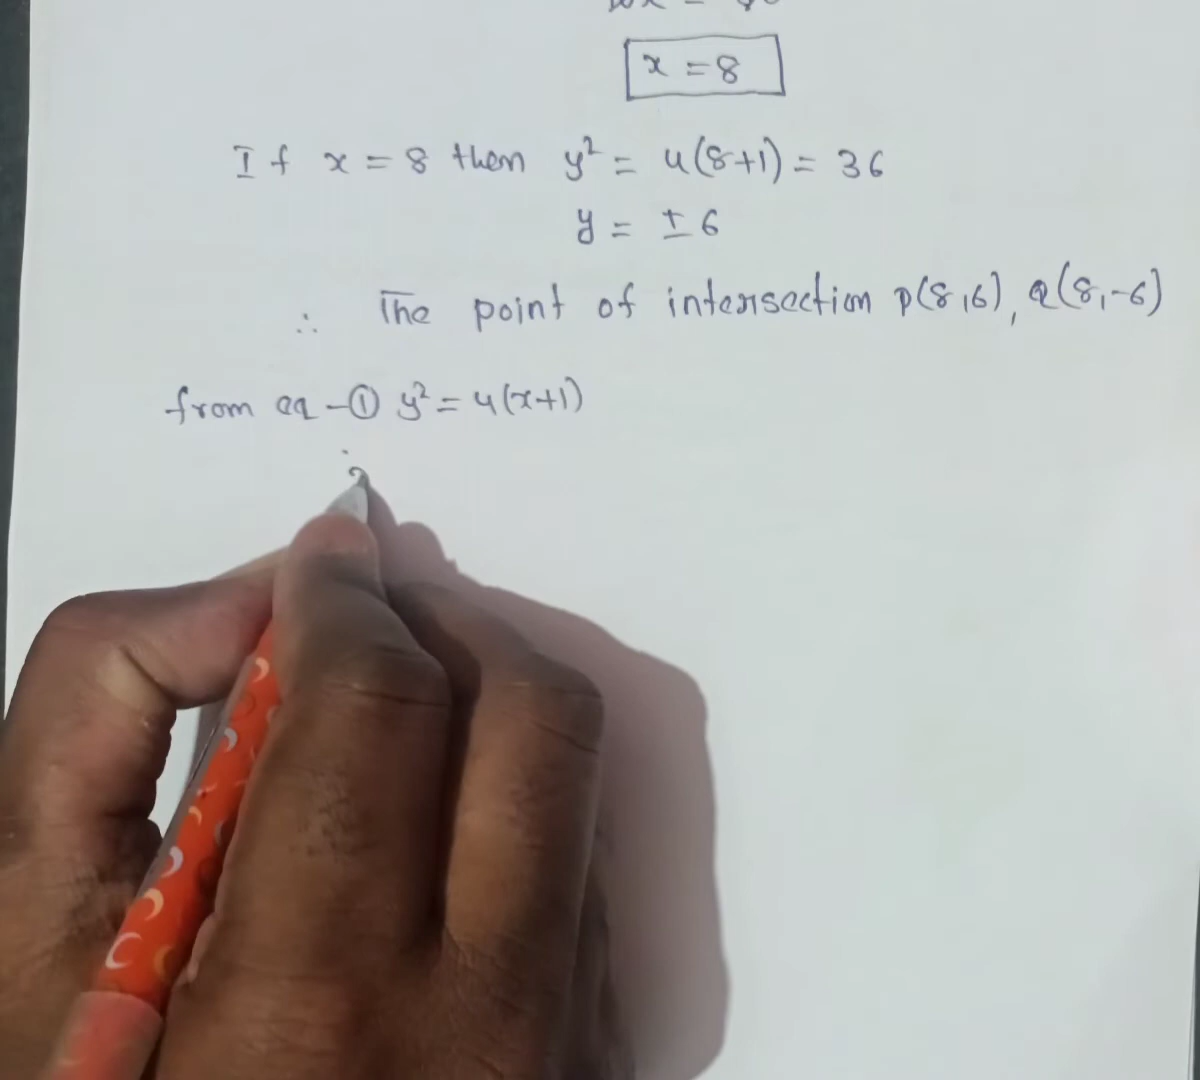 x = 8
If x = 8 then y² = 4(8+1) = 36
y = ± 6
∴ The point of intersection P(8,6), Q(8,-6)
from eq - ① y² = 4(x+1)